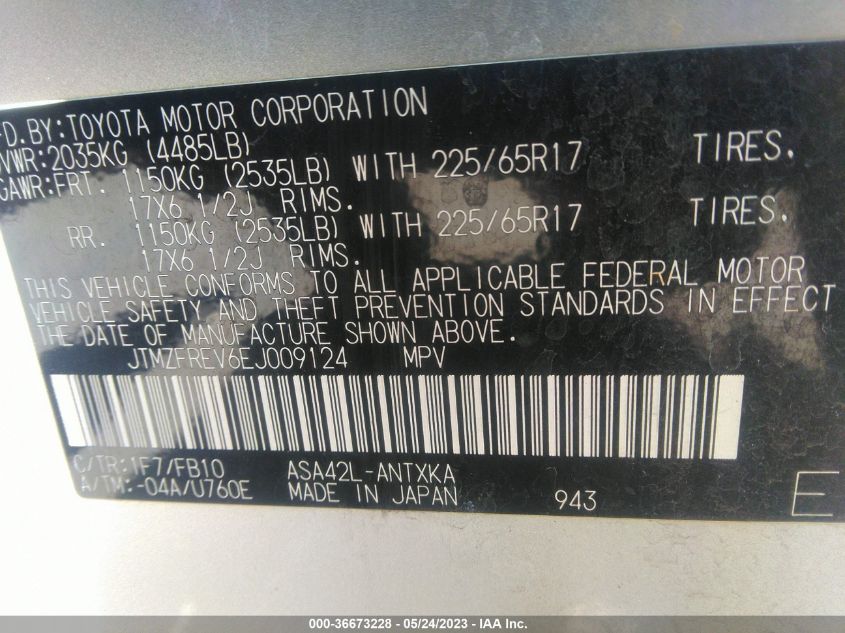 FD.BY:TOYOTA MOTOR CORPORATION
VWR:2035KG (4485LB)
GAWR:FRT. 1150KG (2535LB) WITH 225/65R17 TIRES.
17X6 1/2J RIMS.
RR. 1150KG (2535LB) WITH 225/65R17 TIRES.
17X6 1/2J RIMS.
THIS VEHICLE CONFORMS TO ALL APPLICABLE FEDERAL MOTOR
VEHICLE SAFETY AND THEFT PREVENTION STANDARDS IN EFFECT
THE DATE OF MANUFACTURE SHOWN ABOVE.
JTMZFREV6EJ009124 MPV
C/TR:1F7/FB10 ASA42L-ANTXKA
A/TM:-04A/U760E MADE IN JAPAN 943 E
000-36673228 - 05/24/2023 - IAA Inc.